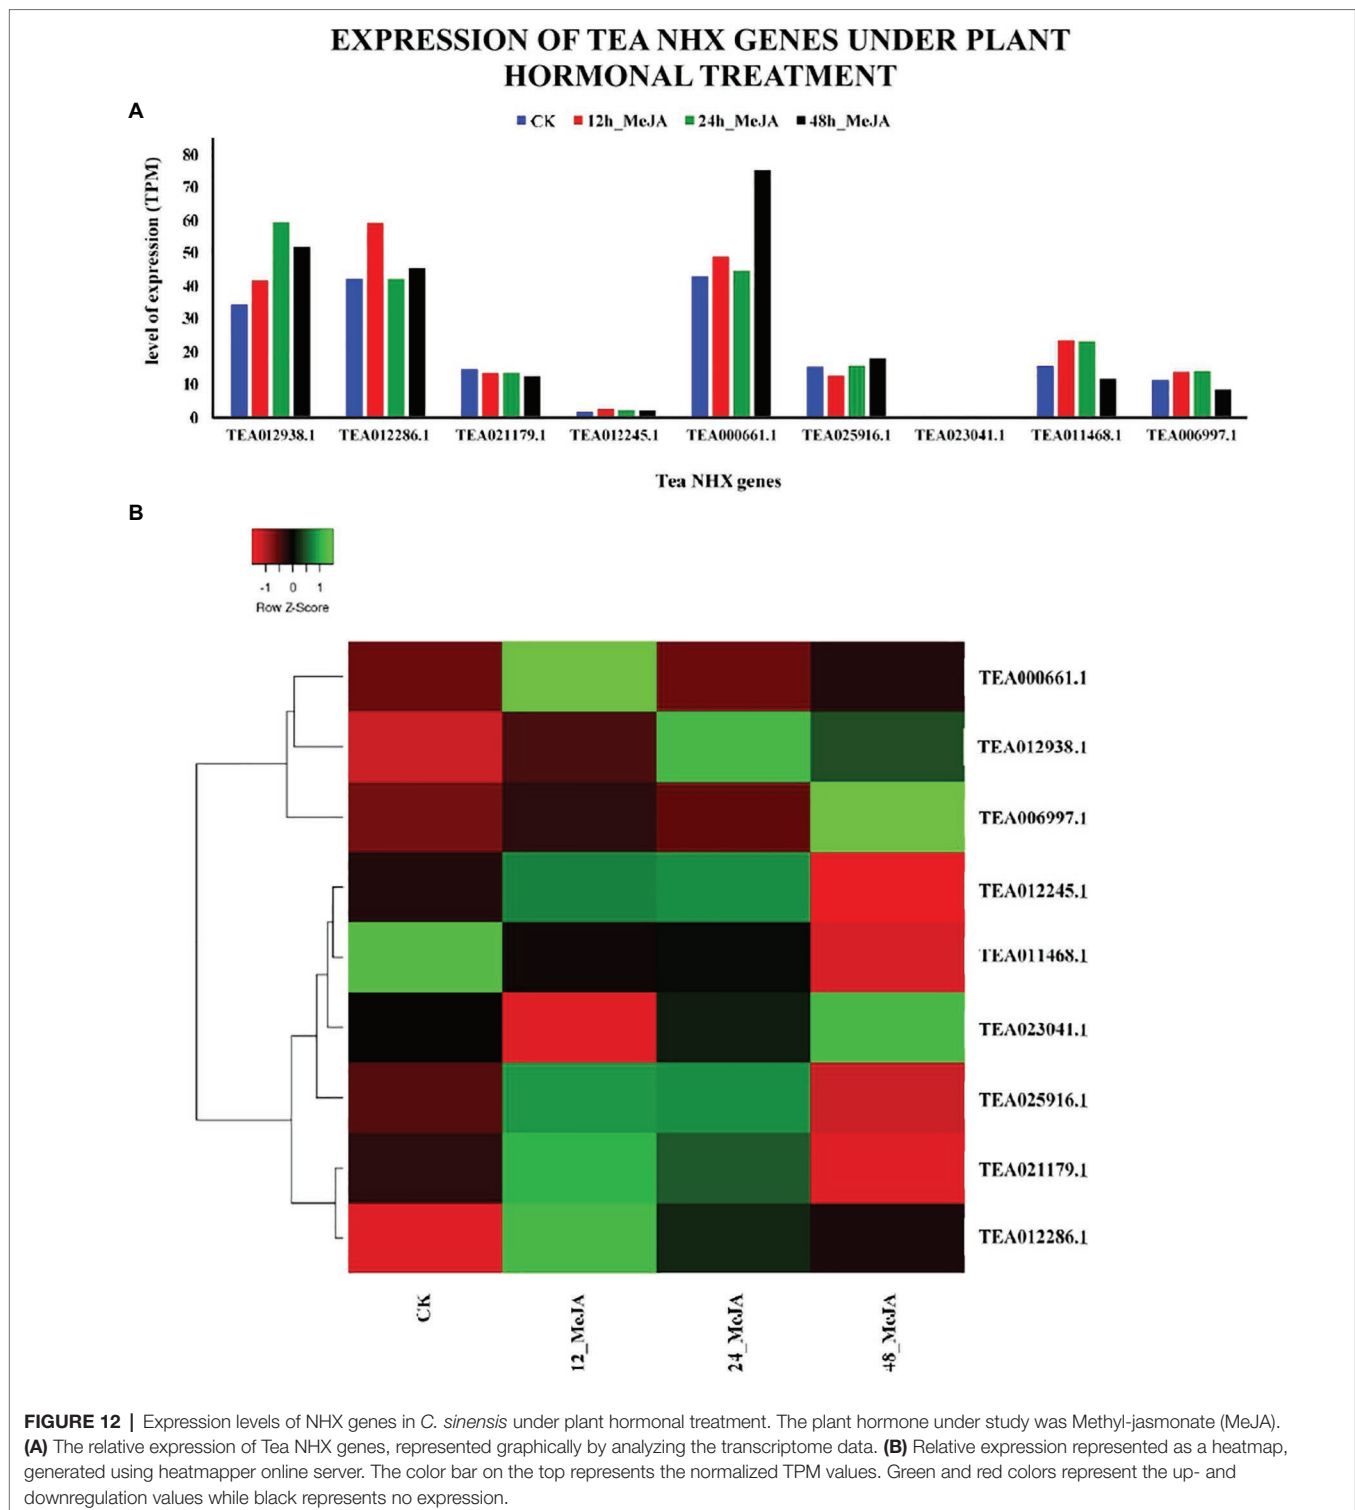 EXPRESSION OF TEA NHX GENES UNDER PLANT
HORMONAL TREATMENT
A
CK 12h_MeJA 24h_MeJA 48h_MeJA
level of expression (TPM)
80
70
60
50
40
30
20
10
0
TEA012938.1 TEA012286.1 TEA021179.1 TEA012245.1 TEA000661.1 TEA025916.1 TEA023041.1 TEA011468.1 TEA006997.1
Tea NHX genes
B
-1 0 1
Row Z-Score
TEA000661.1
TEA012938.1
TEA006997.1
TEA012245.1
TEA011468.1
TEA023041.1
TEA025916.1
TEA021179.1
TEA012286.1
CK
12_MeJA
24_MeJA
48_MeJA
FIGURE 12 | Expression levels of NHX genes in C. sinensis under plant hormonal treatment. The plant hormone under study was Methyl-jasmonate (MeJA).
(A) The relative expression of Tea NHX genes, represented graphically by analyzing the transcriptome data. (B) Relative expression represented as a heatmap,
generated using heatmapper online server. The color bar on the top represents the normalized TPM values. Green and red colors represent the up- and
downregulation values while black represents no expression.